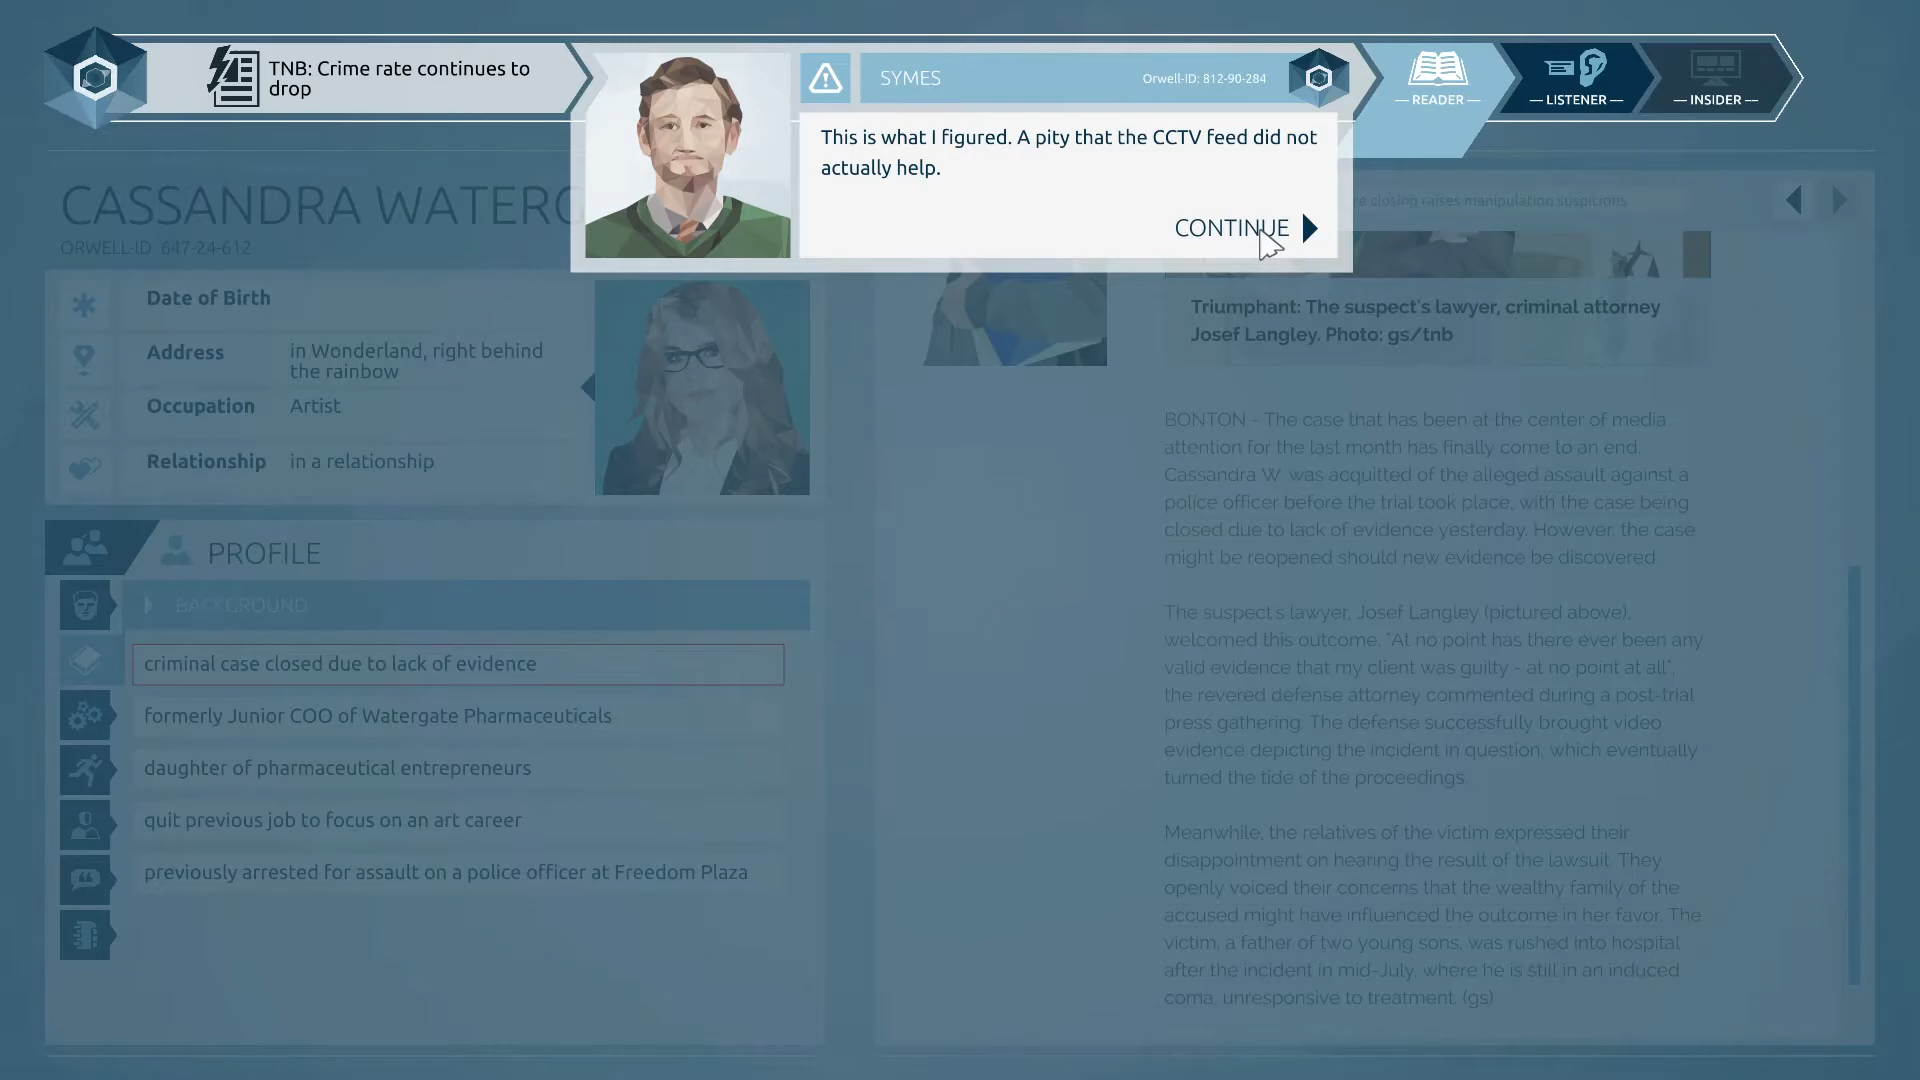 TNB: Crime rate continues to
drop
SYMES
Orwell-ID: 812-90-284
READER
LISTENER
INSIDER
This is what I figured. A pity that the CCTV feed did not
actually help.
CONTINUE
CASSANDRA WATERG
ORWELL-ID 647-24-612
Date of Birth
Address in Wonderland, right behind
the rainbow
Occupation Artist
Relationship in a relationship
PROFILE
BACKGROUND
criminal case closed due to lack of evidence
formerly Junior COO of Watergate Pharmaceuticals
daughter of pharmaceutical entrepreneurs
quit previous job to focus on an art career
previously arrested for assault on a police officer at Freedom Plaza
closing raises manipulation suspicions
Triumphant: The suspect's lawyer, criminal attorney
Josef Langley. Photo: gs/tnb
BONTON - The case that has been at the center of media
attention for the last month has finally come to an end.
Cassandra W. was acquitted of the alleged assault against a
police officer before the trial took place, with the case being
closed due to lack of evidence yesterday. However, the case
might be reopened should new evidence be discovered.
The suspect's lawyer, Josef Langley (pictured above),
welcomed this outcome. "At no point has there ever been any
valid evidence that my client was guilty - at no point at all",
the revered defense attorney commented during a post-trial
press gathering. The defense successfully brought video
evidence depicting the incident in question, which eventually
turned the tide of the proceedings.
Meanwhile, the relatives of the victim expressed their
disappointment on hearing the result of the lawsuit. They
openly voiced their concerns that the wealthy family of the
accused might have influenced the outcome in her favor. The
victim, a father of two young sons, was rushed into hospital
after the incident in mid-July, where he is still in an induced
coma, unresponsive to treatment. (gs)